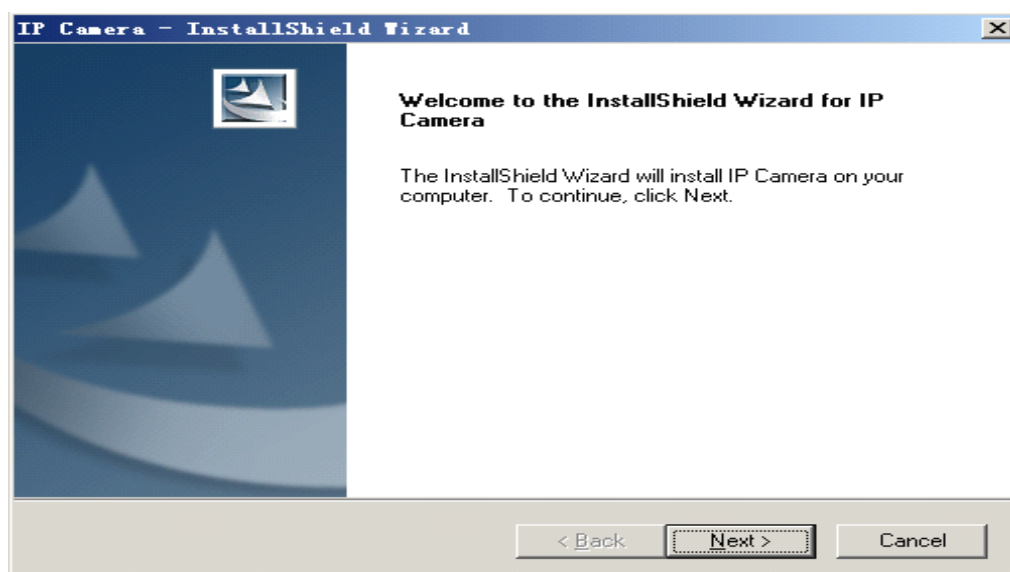 IP Camera - InstallShield Wizard
Welcome to the InstallShield Wizard for IP
Camera
The InstallShield Wizard will install IP Camera on your
computer. To continue, click Next.
< Back
Next >
Cancel